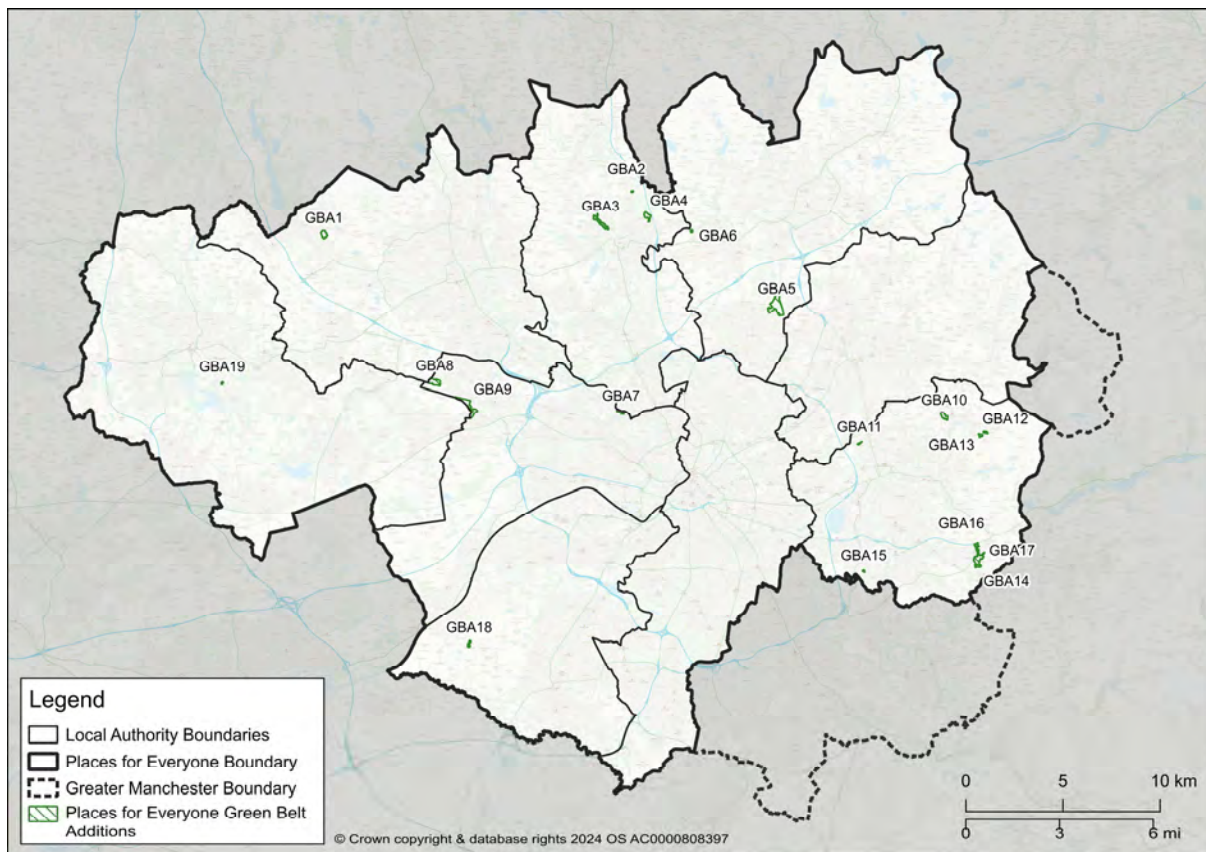 GBA2
GBA3
GBA4
GBA1
GBA6
GBA5
GBA19
GBA8
GBA9
GBA7
GBA10
GBA12
GBA11
GBA13
GBA16
GBA17
GBA15
GBA14
GBA18
Legend
Local Authority Boundaries
Places for Everyone Boundary
Greater Manchester Boundary
Places for Everyone Green Belt
Additions
© Crown copyright & database rights 2024 OS AC0000808397
0 5 10 km
0 3 6 mi